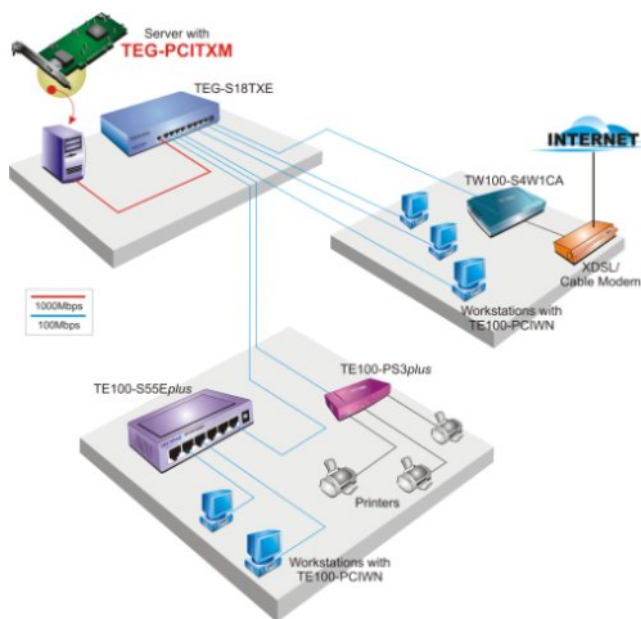 Server with
TEG-PCITXM
TEG-S18TXE
INTERNET
TW100-S4W1CA
XDSL/
Cable Modem
Workstations with
TE100-PCIWN
1000Mbps
100Mbps
TE100-S55Eplus
TE100-PS3plus
Printers
Workstations with
TE100-PCIWN